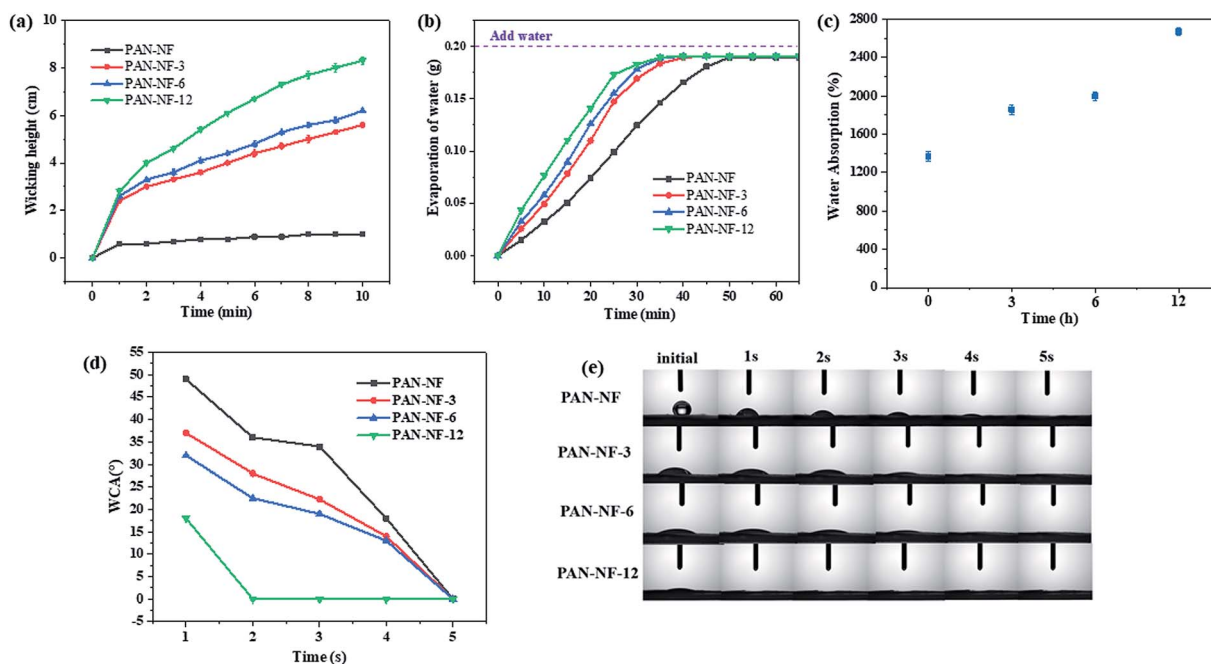 (a)
PAN-NF
PAN-NF-3
PAN-NF-6
PAN-NF-12
Wicking height (cm)
10
8
6
4
2
0
0 2 4 6 8 10
Time (min)
(b)
Add water
Evaporation of water (g)
0.20
0.15
0.10
0.05
0.00
PAN-NF
PAN-NF-3
PAN-NF-6
PAN-NF-12
0 10 20 30 40 50 60
Time (min)
(c)
Water Absorption (%)
2800
2400
2000
1600
1200
800
0 3 6 12
Time (h)
(d)
WCA(°)
55
50
45
40
35
30
25
20
15
10
5
0
-5
PAN-NF
PAN-NF-3
PAN-NF-6
PAN-NF-12
1 2 3 4 5
Time (s)
(e)
initial 1s 2s 3s 4s 5s
PAN-NF
PAN-NF-3
PAN-NF-6
PAN-NF-12